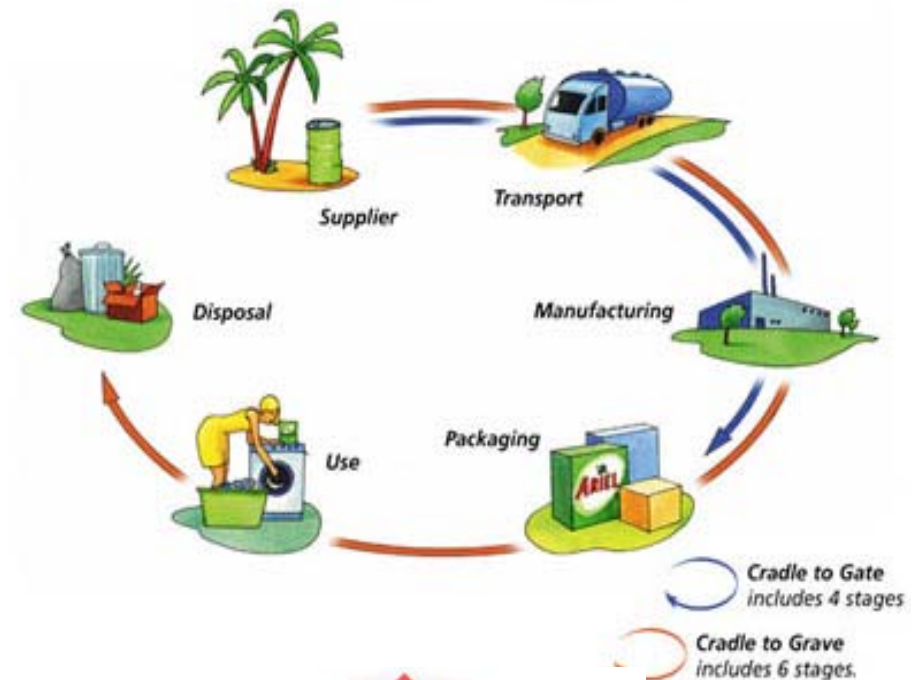 Supplier
Transport
Manufacturing
Packaging
ARIEL
Use
Disposal
Cradle to Gate
includes 4 stages
Cradle to Grave
includes 6 stages.